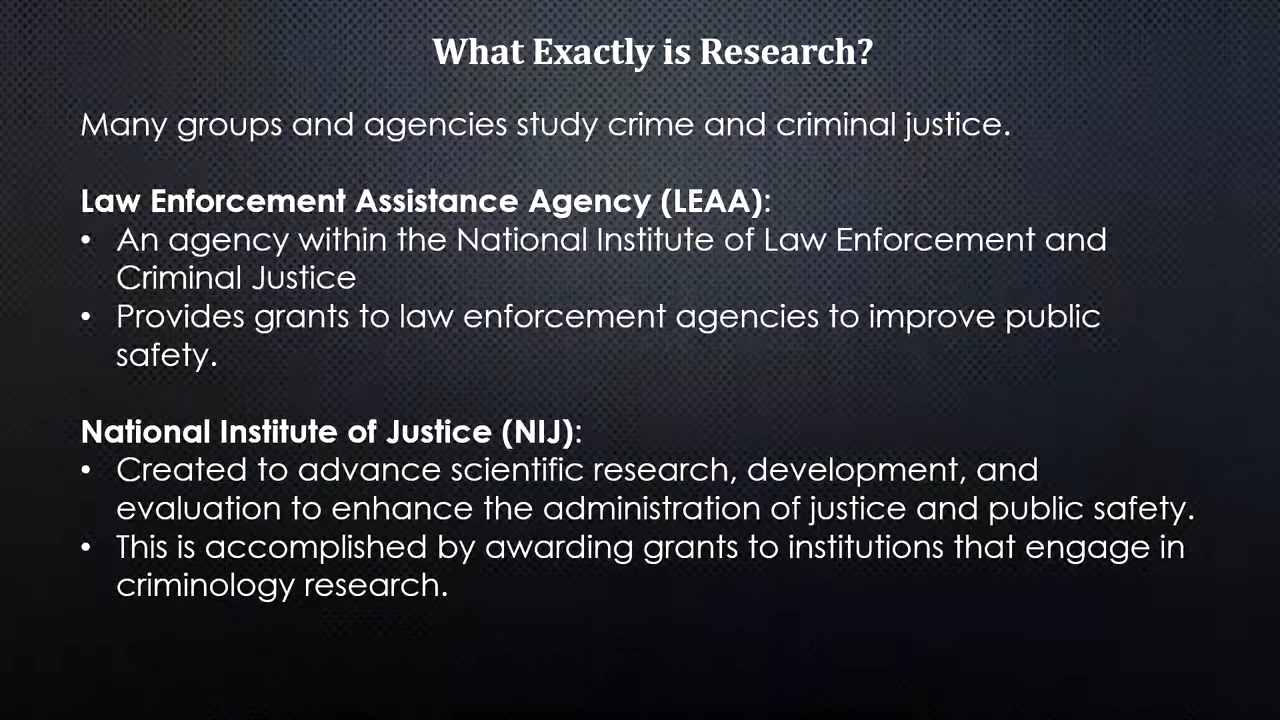 What Exactly is Research?
Many groups and agencies study crime and criminal justice.
Law Enforcement Assistance Agency (LEAA):
• An agency within the National Institute of Law Enforcement and
Criminal Justice
• Provides grants to law enforcement agencies to improve public
safety.
National Institute of Justice (NIJ):
• Created to advance scientific research, development, and
evaluation to enhance the administration of justice and public safety.
• This is accomplished by awarding grants to institutions that engage in
criminology research.